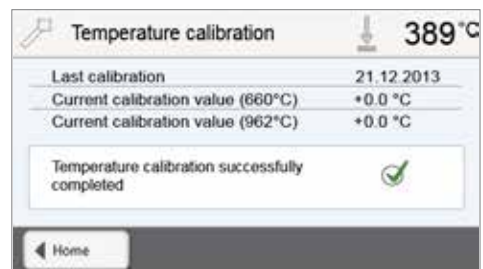 Temperature calibration 389°C
Last calibration 21.12.2013
Current calibration value (660°C) +0.0 °C
Current calibration value (962°C) +0.0 °C
Temperature calibration successfully
completed
Home